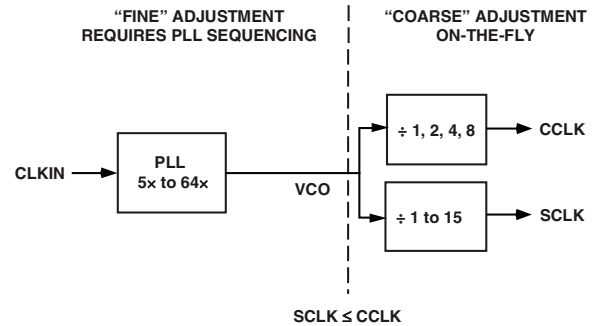 “FINE” ADJUSTMENT
REQUIRES PLL SEQUENCING
“COARSE” ADJUSTMENT
ON-THE-FLY
CLKIN
PLL
5× to 64×
VCO
÷ 1, 2, 4, 8
CCLK
÷ 1 to 15
SCLK
SCLK ≤ CCLK